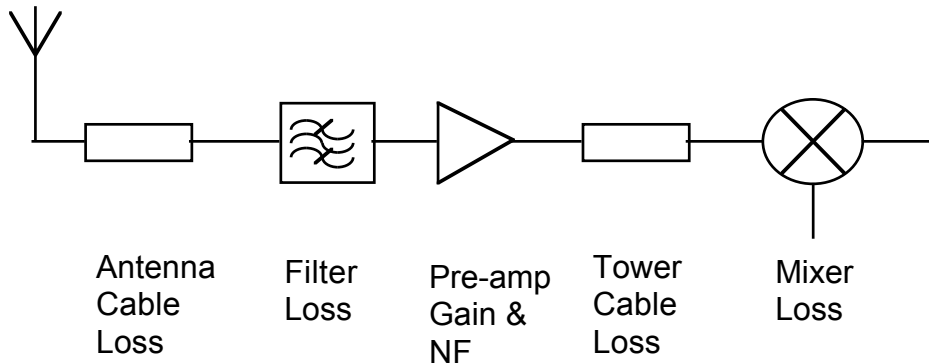 Antenna
Cable
Loss
Filter
Loss
Pre-amp
Gain &
NF
Tower
Cable
Loss
Mixer
Loss